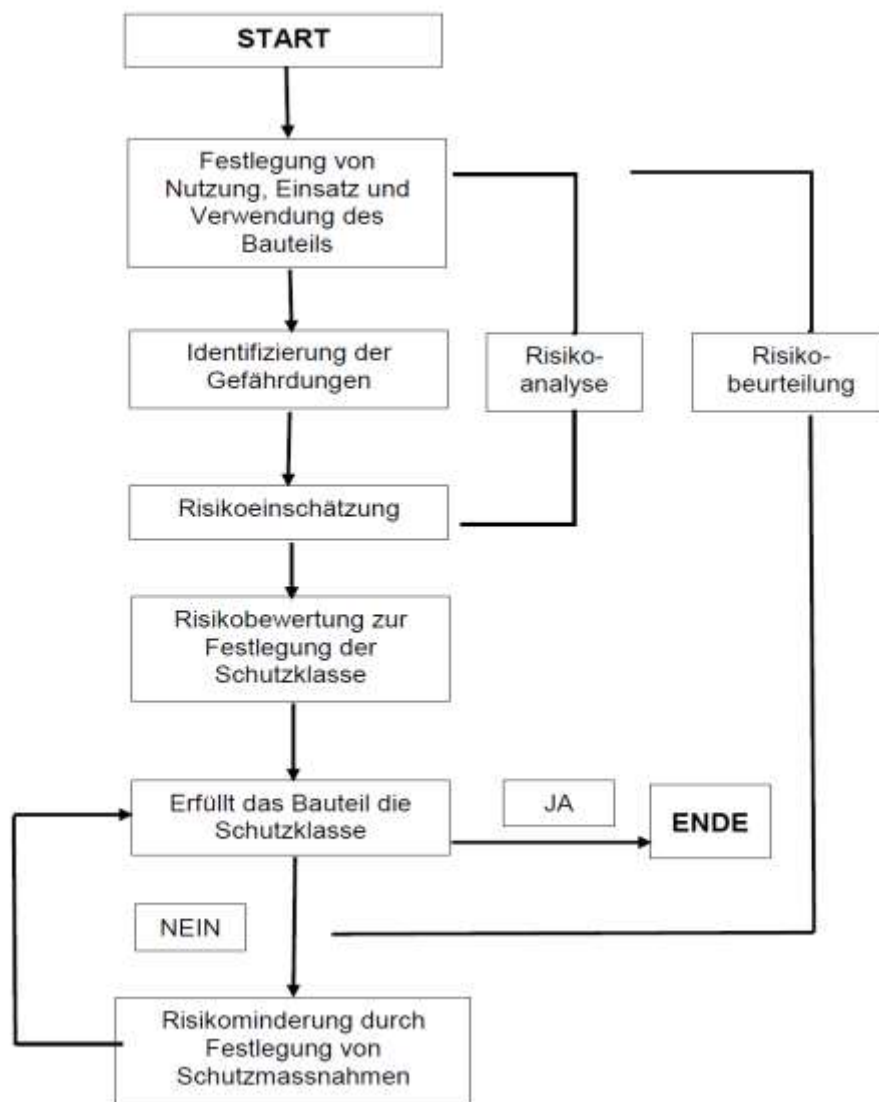 START
Festlegung von
Nutzung, Einsatz und
Verwendung des
Bauteils
Identifizierung der
Gefährdungen
Risiko-
analyse
Risiko-
beurteilung
Risikoeinschätzung
Risikobewertung zur
Festlegung der
Schutzklasse
Erfüllt das Bauteil die
Schutzklasse
JA
ENDE
NEIN
Risikominderung durch
Festlegung von
Schutzmassnahmen